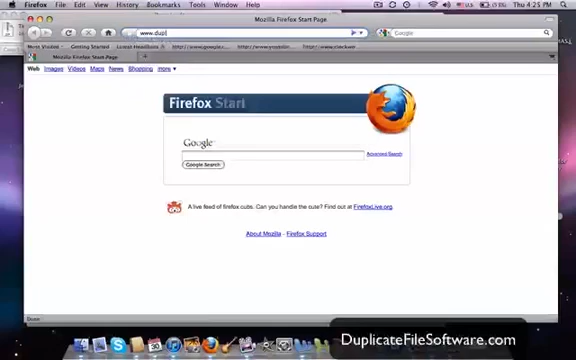 Firefox File Edit View History Bookmarks Tools Window Help
Thu 4:25 PM
Mozilla Firefox Start Page
www.dupl
Google
Most Visited Getting Started Latest Headlines
Mozilla Firefox Start Page
Web Images Videos Maps News Shopping more ▼
Firefox Start
Google
Advanced Search
Google Search
A live feed of firefox cubs. Can you handle the cute? Find out at FirefoxLive.org.
About Mozilla - Firefox Support
Done
30
DuplicateFileSoftware.com